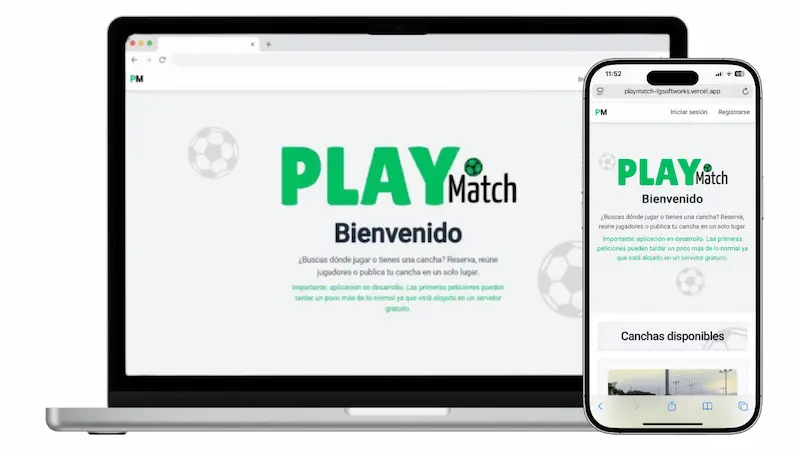 PM
PLAY Match
Bienvenido
¿Buscas dónde jugar o tienes una cancha? Reserva, reúne
jugadores o publica tu cancha en un solo lugar.
Importante: aplicación en desarrollo. Las primeras peticiones pueden
tardar un poco más de lo normal ya que está alojado en un servidor
gratuito.
11:52
playmatch-lgsoftworks.vercel.app
PM
Iniciar sesión Registrarse
PLAY Match
Bienvenido
¿Buscas dónde jugar o tienes una cancha? Reserva,
reúne jugadores o publica tu cancha en un solo lugar.
Importante: aplicación en desarrollo. Las primeras
peticiones pueden tardar un poco más de lo normal ya
que está alojado en un servidor gratuito.
Canchas disponibles